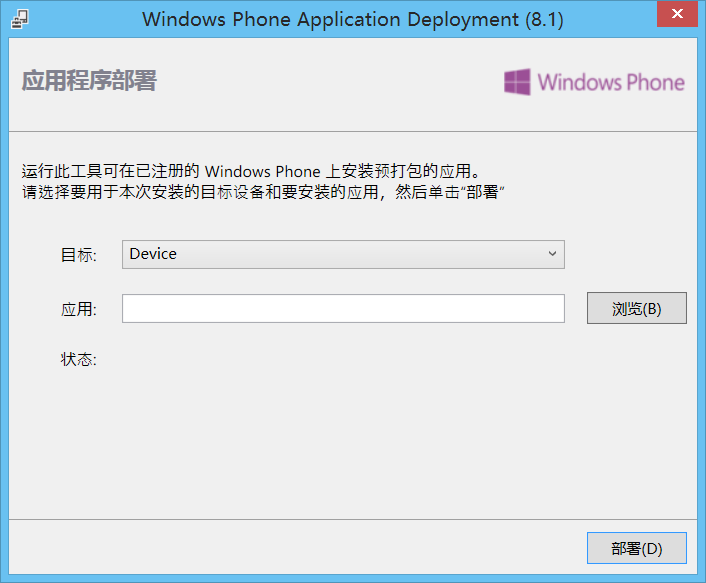 Windows Phone Application Deployment (8.1)
应用程序部署
Windows Phone
运行此工具可在已注册的 Windows Phone 上安装预打包的应用。
请选择要用于本次安装的目标设备和要安装的应用，然后单击“部署”
目标: Device
应用: 浏览(B)
状态:
部署(D)